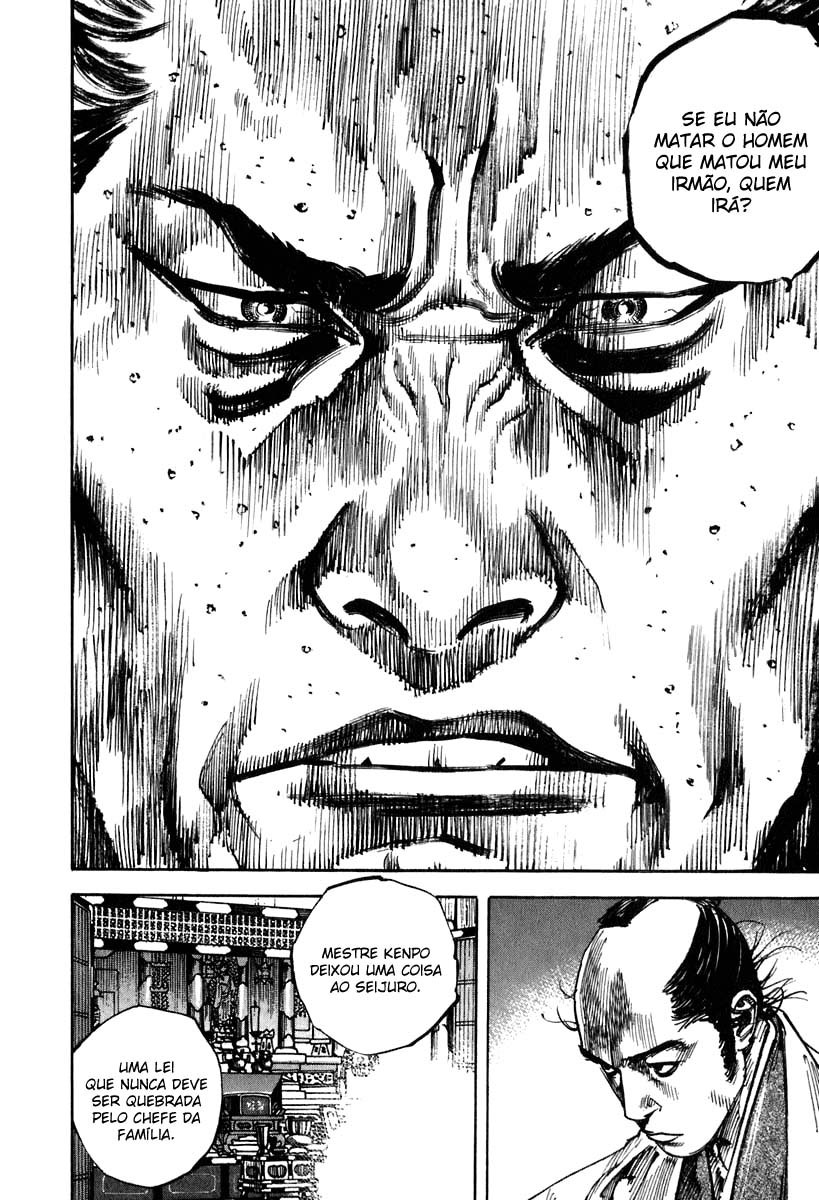 SE EU NÃO
MATAR O HOMEM
QUE MATOU MEU
IRMÃO, QUEM
IRÁ?
MESTRE KENPO
DEIXOU UMA COISA
AO SEIJURO.
UMA LEI
QUE NUNCA DEVE
SER QUEBRADA
PELO CHEFE DA
FAMÍLIA.